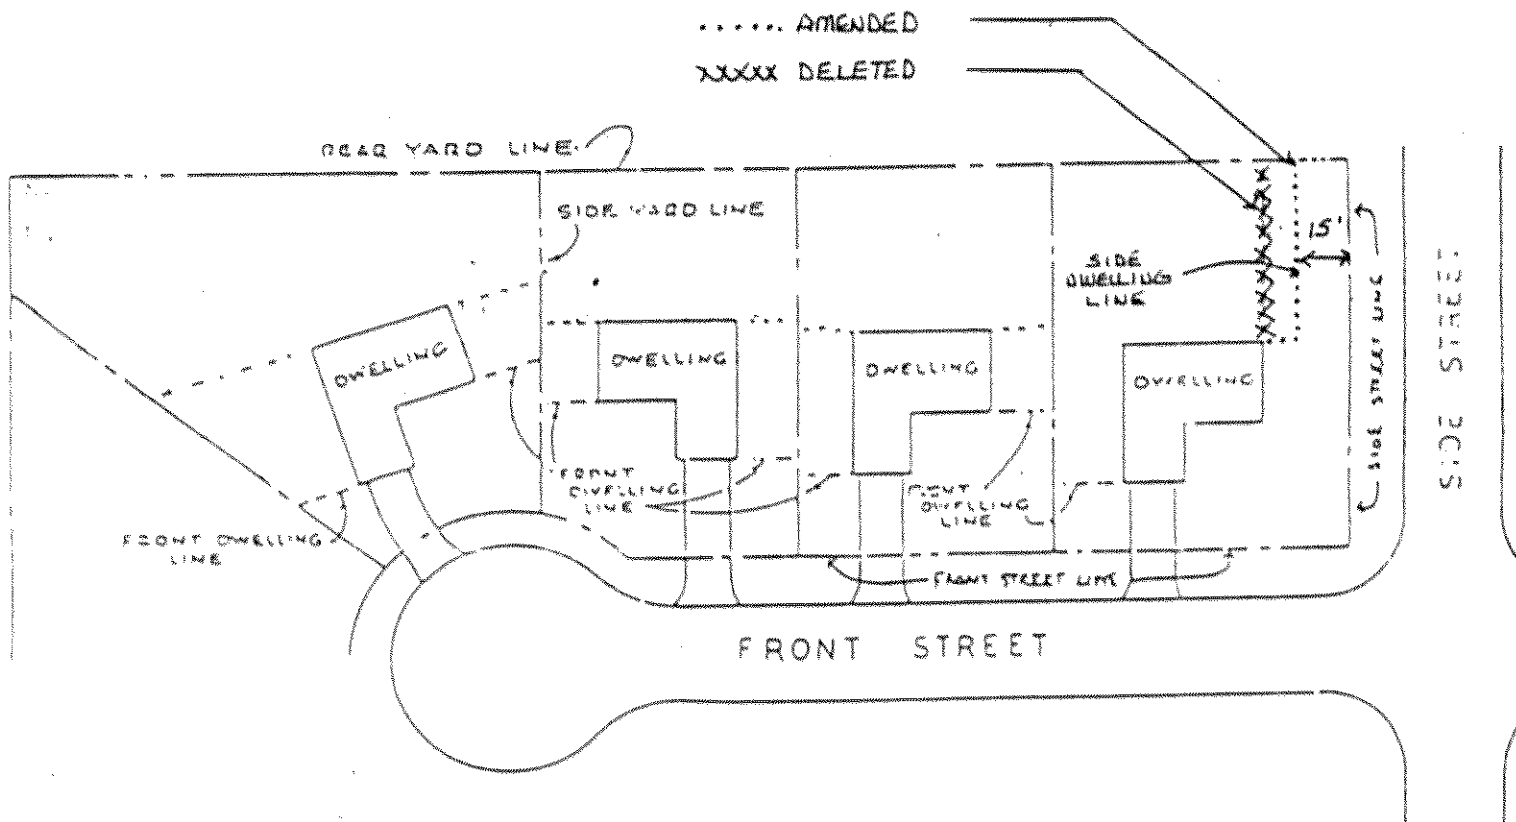 ..... AMENDED
XXXXX DELETED
REAR YARD LINE
SIDE YARD LINE
15'
SIDE
DWELLING
LINE
SIDE STREET LINE
SIDE STREET
DWELLING
DWELLING
DWELLING
DWELLING
FRONT
DWELLING
LINE
FRONT
DWELLING
LINE
FRONT DWELLING
LINE
FRONT STREET LINE
FRONT STREET